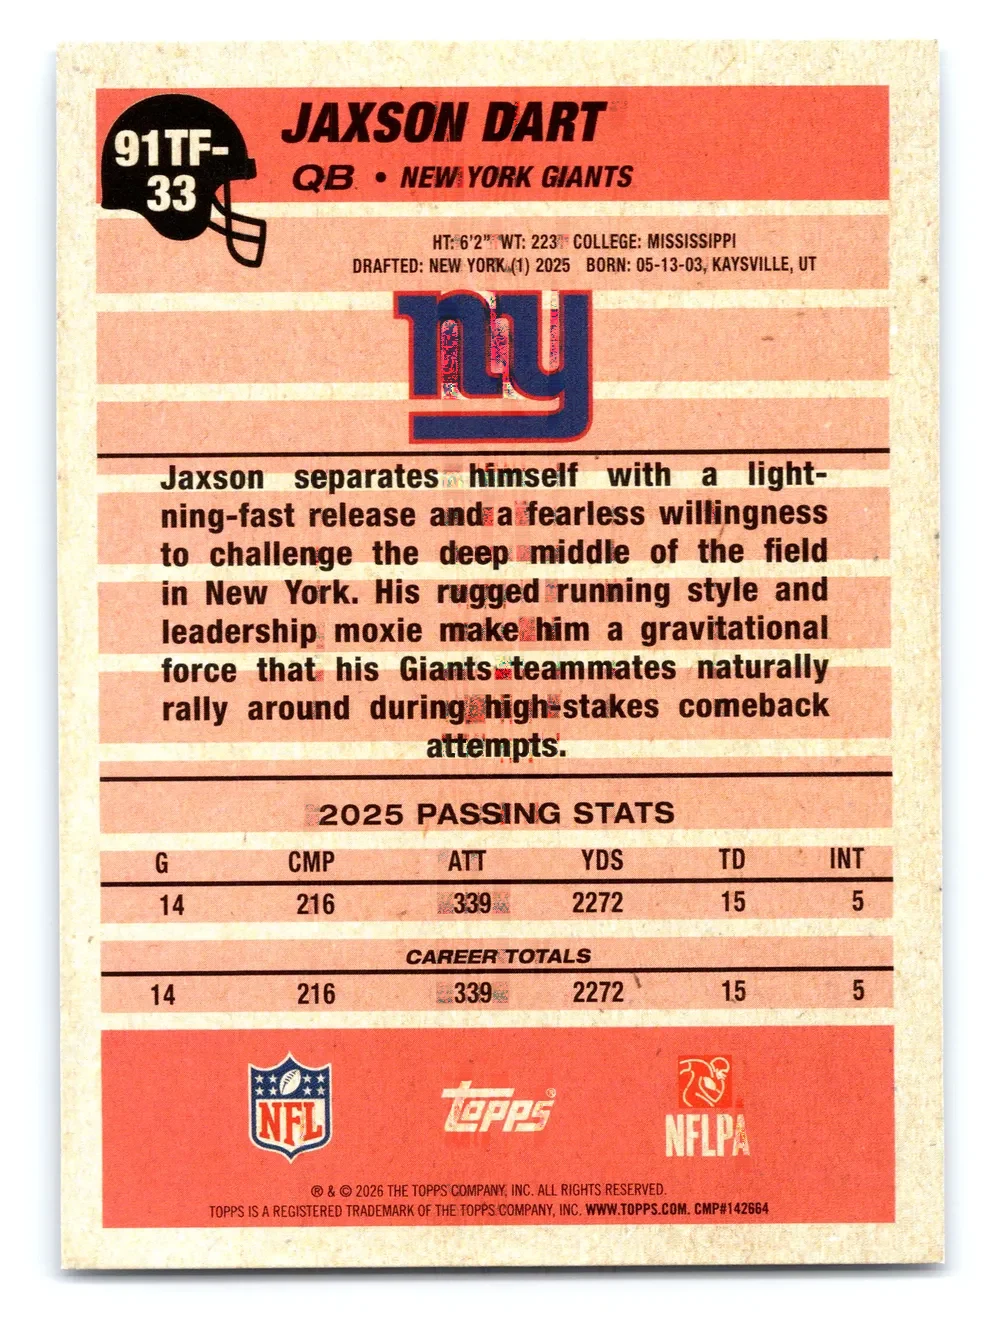 91TF-
33
JAXSON DART
QB • NEW YORK GIANTS
HT: 6'2" WT: 223 COLLEGE: MISSISSIPPI
DRAFTED: NEW YORK (1) 2025 BORN: 05-13-03, KAYSVILLE, UT
ny
Jaxson separates himself with a light-
ning-fast release and a fearless willingness
to challenge the deep middle of the field
in New York. His rugged running style and
leadership moxie make him a gravitational
force that his Giants teammates naturally
rally around during high-stakes comeback
attempts.
2025 PASSING STATS
G CMP ATT YDS TD INT
14 216 339 2272 15 5
CAREER TOTALS
14 216 339 2272 15 5
NFL
topps®
NFLPA
® & © 2026 THE TOPPS COMPANY, INC. ALL RIGHTS RESERVED.
TOPPS IS A REGISTERED TRADEMARK OF THE TOPPS COMPANY, INC. WWW.TOPPS.COM. CMP#142664